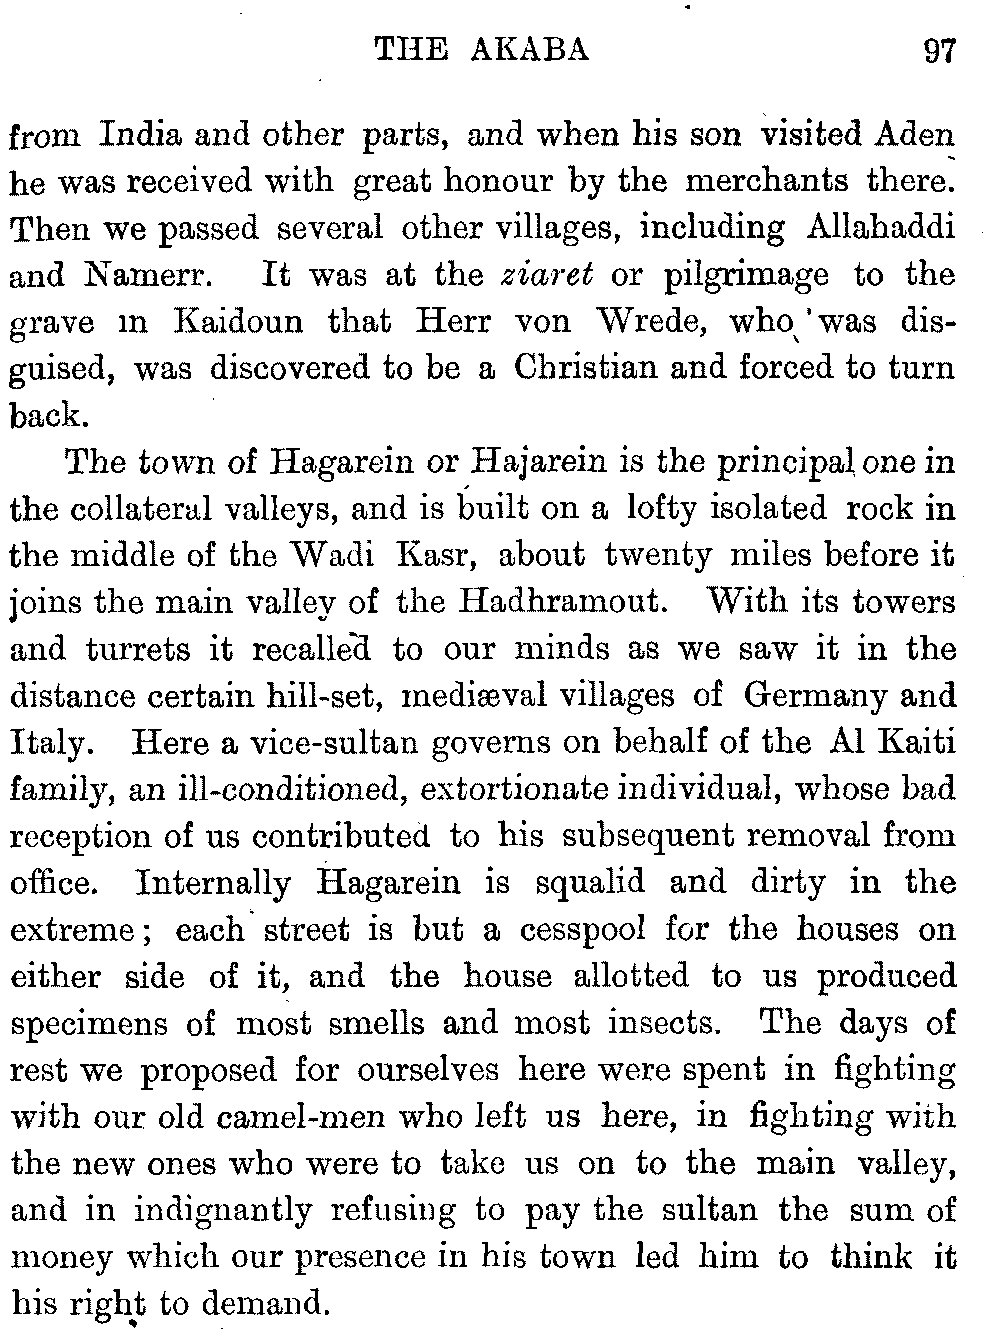 THE AKABA 97
from India and other parts, and when his son visited Aden
he was received with great honour by the merchants there.
Then we passed several other villages, including Allahaddi
and Namerr. It was at the ziaret or pilgrimage to the
grave in Kaidoun that Herr von Wrede, who was dis-
guised, was discovered to be a Christian and forced to turn
back.
The town of Hagarein or Hajarein is the principal one in
the collateral valleys, and is built on a lofty isolated rock in
the middle of the Wadi Kasr, about twenty miles before it
joins the main valley of the Hadhramout. With its towers
and turrets it recalled to our minds as we saw it in the
distance certain hill-set, mediæval villages of Germany and
Italy. Here a vice-sultan governs on behalf of the Al Kaiti
family, an ill-conditioned, extortionate individual, whose bad
reception of us contributed to his subsequent removal from
office. Internally Hagarein is squalid and dirty in the
extreme; each street is but a cesspool for the houses on
either side of it, and the house allotted to us produced
specimens of most smells and most insects. The days of
rest we proposed for ourselves here were spent in fighting
with our old camel-men who left us here, in fighting with
the new ones who were to take us on to the main valley,
and in indignantly refusing to pay the sultan the sum of
money which our presence in his town led him to think it
his right to demand.